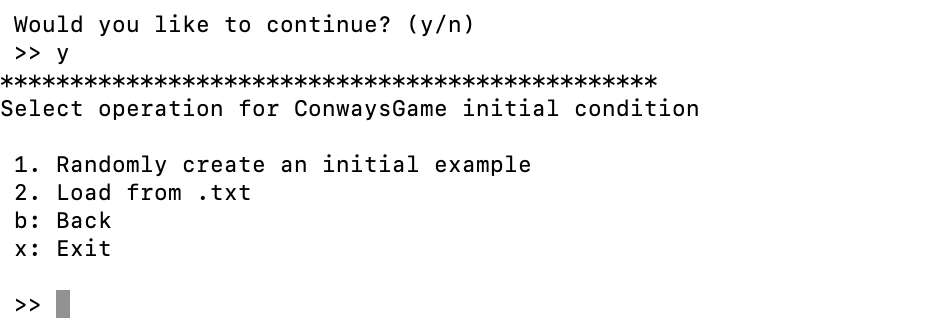 Would you like to continue? (y/n)
>> y
***********************************************
Select operation for ConwaysGame initial condition
1. Randomly create an initial example
2. Load from .txt
b: Back
x: Exit
>>